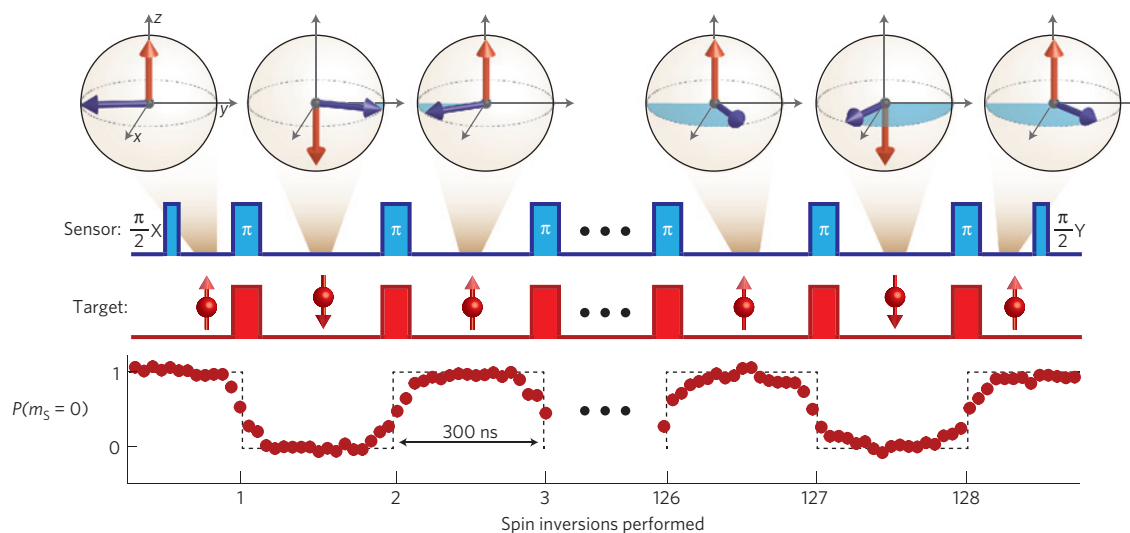 z
y
x
Sensor: π/2 X π π π π π π π/2 Y
Target:
P(mS = 0)
1
0
300 ns
1 2 3 126 127 128
Spin inversions performed